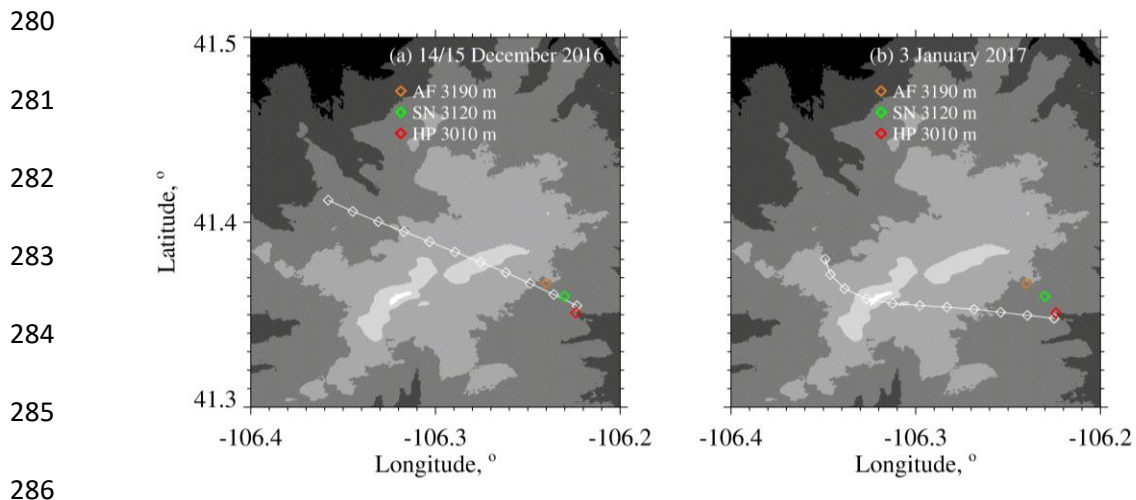 280
281
282
283
284
285
286
41.5
41.4
41.3
Latitude, °
(a) 14/15 December 2016
AF 3190 m
SN 3120 m
HP 3010 m
-106.4 -106.3 -106.2
Longitude, °
(b) 3 January 2017
AF 3190 m
SN 3120 m
HP 3010 m
-106.4 -106.3 -106.2
Longitude, °